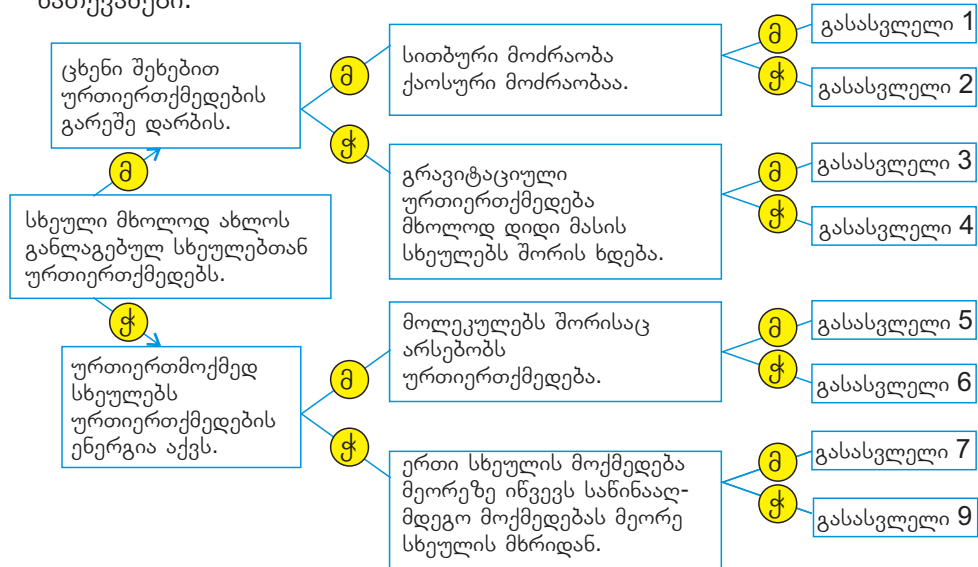 ცხენი შეხებით
ურთიერთქმედების
გარეშე დარბის.
მ
სხეული მხოლოდ ახლოს
განლაგებულ სხეულებთან
ურთიერთქმედებს.
ჭ
ურთიერთმოქმედ
სხეულებს
ურთიერთქმედების
ენერგია აქვს.
მ
სითბური მოძრაობა
ქაოსური მოძრაობაა.
ჭ
გრავიტაციული
ურთიერთქმედება
მხოლოდ დიდი მასის
სხეულებს შორის ხდება.
მ
მოლეკულებს შორისაც
არსებობს
ურთიერთქმედება.
ჭ
ერთი სხეულის მოქმედება
მეორეზე იწვევს საწინააღ-
მდეგო მოქმედებას მეორე
სხეულის მხრიდან.
მ გასასვლელი 1
ჭ გასასვლელი 2
მ გასასვლელი 3
ჭ გასასვლელი 4
მ გასასვლელი 5
ჭ გასასვლელი 6
მ გასასვლელი 7
ჭ გასასვლელი 9